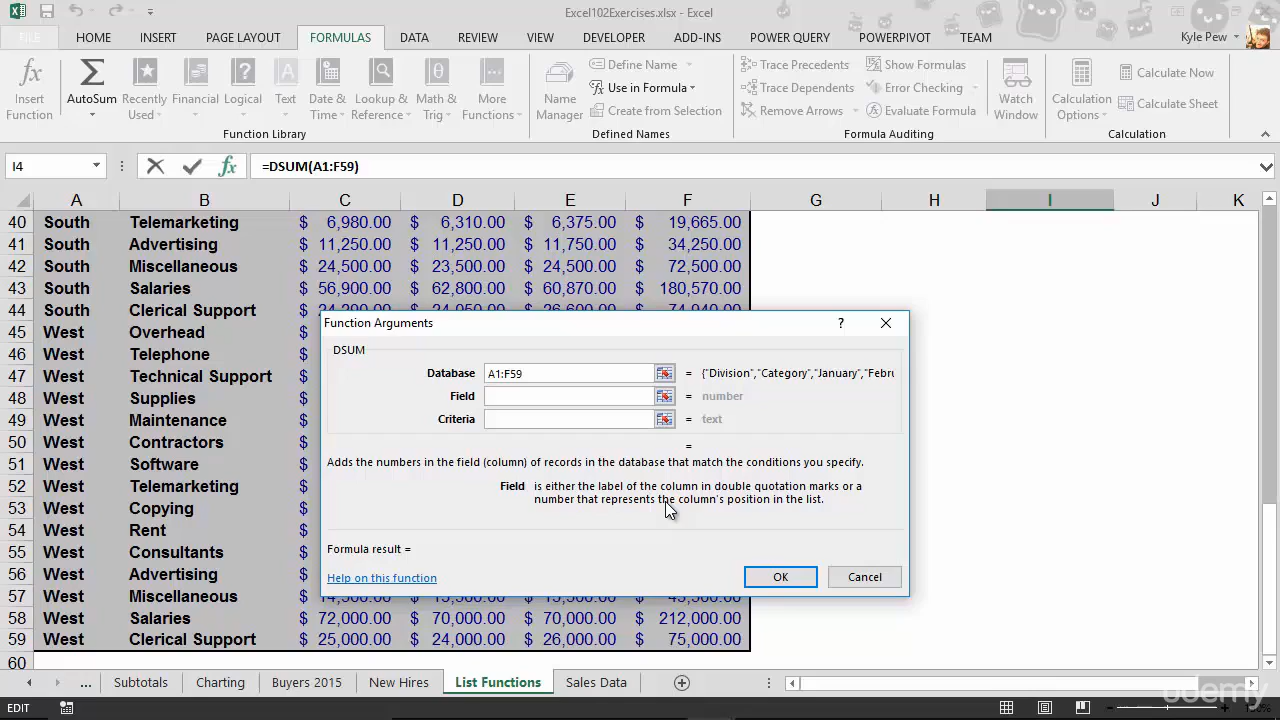 Excel102Exercises.xlsx - Excel
FILE HOME INSERT PAGE LAYOUT FORMULAS DATA REVIEW VIEW DEVELOPER ADD-INS POWER QUERY POWERPIVOT TEAM Kyle Pew
Insert Function
AutoSum
Recently Used
Financial
Logical
Text
Date & Time
Lookup & Reference
Math & Trig
More Functions
Function Library
Name Manager
Define Name
Use in Formula
Create from Selection
Defined Names
Trace Precedents
Trace Dependents
Remove Arrows
Show Formulas
Error Checking
Evaluate Formula
Formula Auditing
Watch Window
Calculation Options
Calculate Now
Calculate Sheet
Calculation
I4 fx =DSUM(A1:F59)
A B C D E F G H I J K
40 South Telemarketing $ 6,980.00 $ 6,310.00 $ 6,375.00 $ 19,665.00
41 South Advertising $ 11,250.00 $ 11,250.00 $ 11,750.00 $ 34,250.00
42 South Miscellaneous $ 24,500.00 $ 23,500.00 $ 24,500.00 $ 72,500.00
43 South Salaries $ 56,900.00 $ 62,800.00 $ 60,870.00 $ 180,570.00
44 South Clerical Support $ 24,290.00 $ 24,050.00 $ 26,600.00 $ 74,940.00
45 West Overhead $
46 West Telephone $
47 West Technical Support $
48 West Supplies $
49 West Maintenance $
50 West Contractors $
51 West Software $
52 West Telemarketing $
53 West Copying $
54 West Rent $
55 West Consultants $
56 West Advertising $
57 West Miscellaneous $
58 West Salaries $ 72,000.00 $ 70,000.00 $ 70,000.00 $ 212,000.00
59 West Clerical Support $ 25,000.00 $ 24,000.00 $ 26,000.00 $ 75,000.00
60
Function Arguments ?
DSUM
Database A1:F59 = {"Division","Category","January","Febru
Field = number
Criteria = text
=
Adds the numbers in the field (column) of records in the database that match the conditions you specify.
Field is either the label of the column in double quotation marks or a
number that represents the column's position in the list.
Formula result =
Help on this function
OK Cancel
... Subtotals Charting Buyers 2015 New Hires List Functions Sales Data
EDIT
udemy